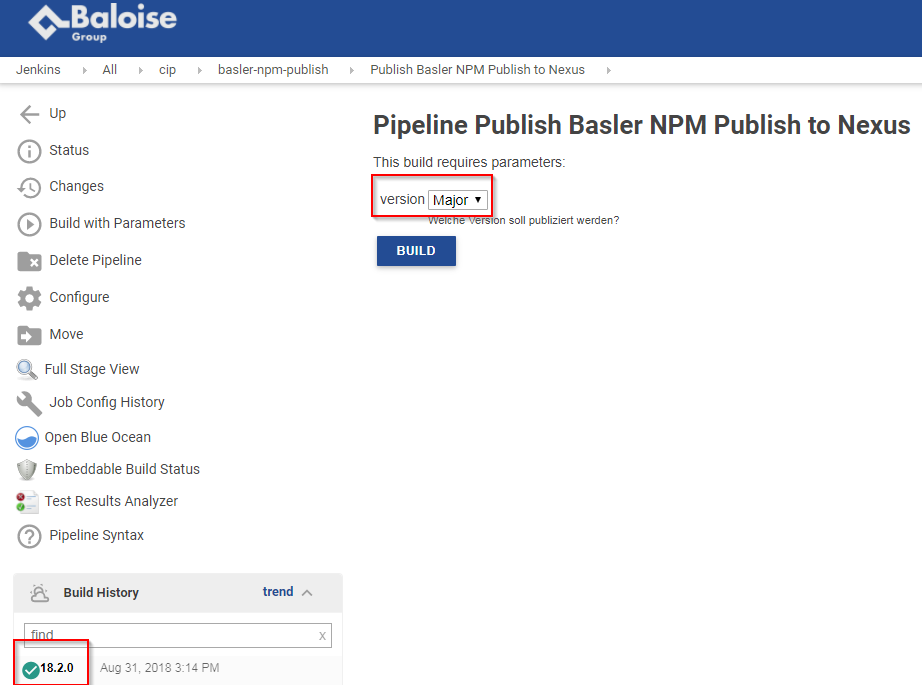 Baloise
Group
Jenkins All cip basler-npm-publish Publish Basler NPM Publish to Nexus
Up
Status
Changes
Build with Parameters
Delete Pipeline
Configure
Move
Full Stage View
Job Config History
Open Blue Ocean
Embeddable Build Status
Test Results Analyzer
Pipeline Syntax
Build History trend
find x
18.2.0 Aug 31, 2018 3:14 PM
Pipeline Publish Basler NPM Publish to Nexus
This build requires parameters:
version Major
Welche Version soll publiziert werden?
BUILD